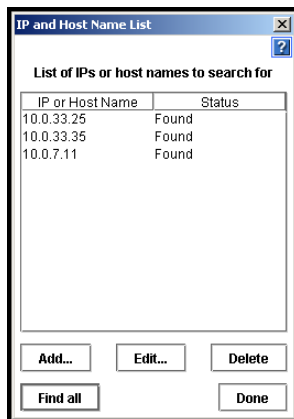 IP and Host Name List
?
List of IPs or host names to search for
IP or Host Name Status
10.0.33.25 Found
10.0.33.35 Found
10.0.7.11 Found
Add... Edit... Delete
Find all Done